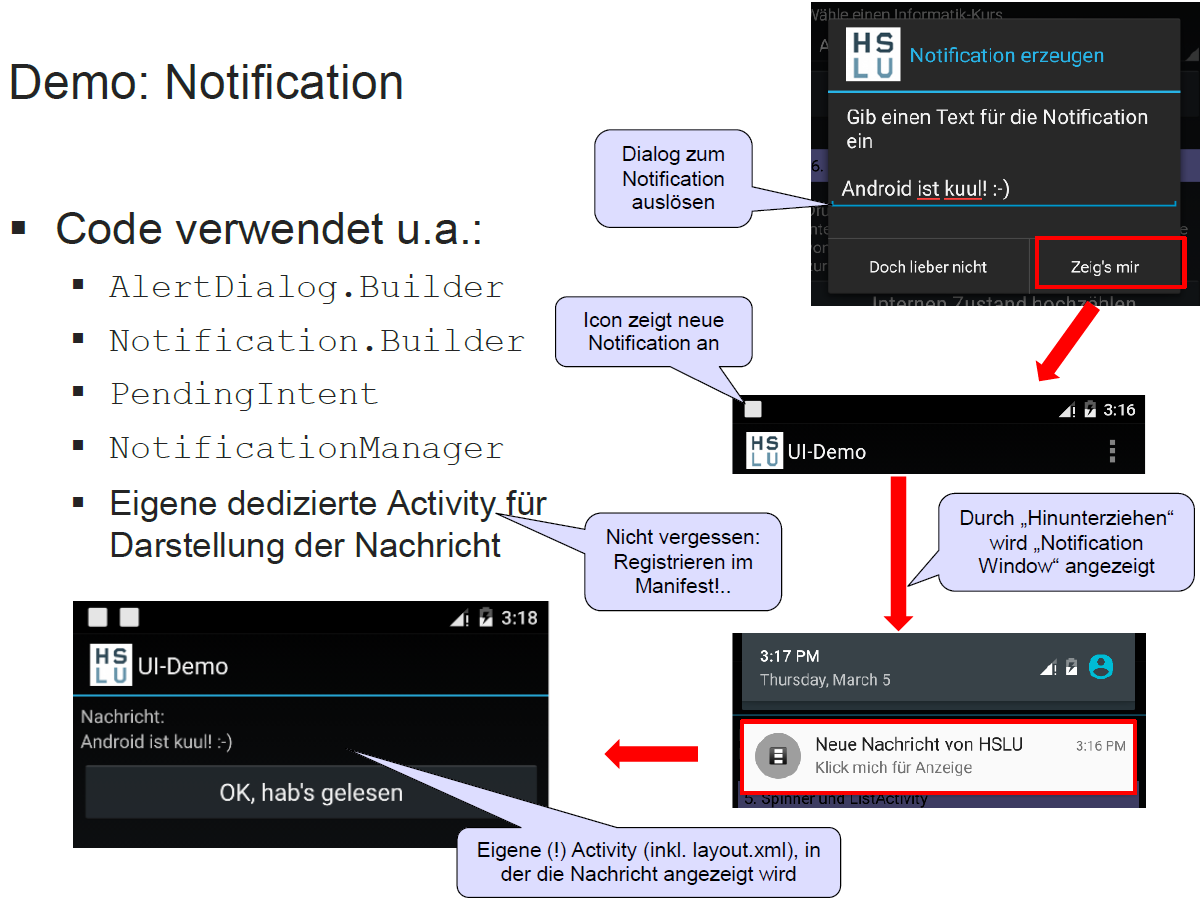 Demo: Notification
Code verwendet u.a.:
AlertDialog.Builder
Notification.Builder
PendingIntent
NotificationManager
Eigene dedizierte Activity für
Darstellung der Nachricht
Wähle einen Informatik-Kurs
HS
LU
Notification erzeugen
Gib einen Text für die Notification
ein
Android ist kuul! :-)
Doch lieber nicht
Zeig's mir
6.
Internen Zustand hochzählen
Dialog zum
Notification
auslösen
Icon zeigt neue
Notification an
3:16
HS
LU
UI-Demo
Durch „Hinunterziehen“
wird „Notification
Window“ angezeigt
Nicht vergessen:
Registrieren im
Manifest!..
3:17 PM
Thursday, March 5
Neue Nachricht von HSLU
3:16 PM
Klick mich für Anzeige
5. Spinner und ListActivity
3:18
HS
LU
UI-Demo
Nachricht:
Android ist kuul! :-)
OK, hab's gelesen
Eigene (!) Activity (inkl. layout.xml), in
der die Nachricht angezeigt wird